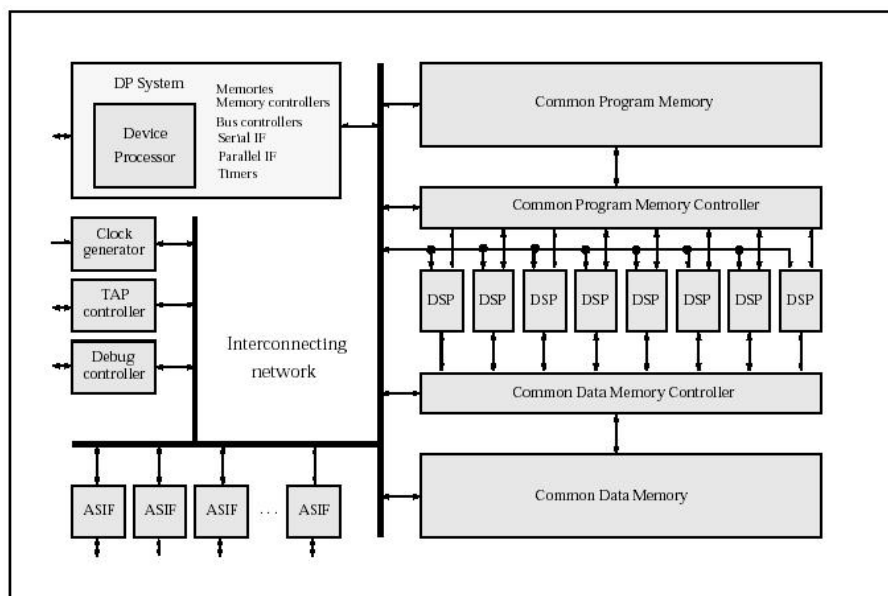 DP System
Memories
Memory controllers
Bus controllers
Serial IF
Parallel IF
Timers
Device
Processor
Common Program Memory
Common Program Memory Controller
Clock
generator
TAP
controller
Debug
controller
Interconnecting
network
DSP
DSP
DSP
DSP
DSP
DSP
DSP
DSP
Common Data Memory Controller
Common Data Memory
ASIF
ASIF
ASIF
...
ASIF